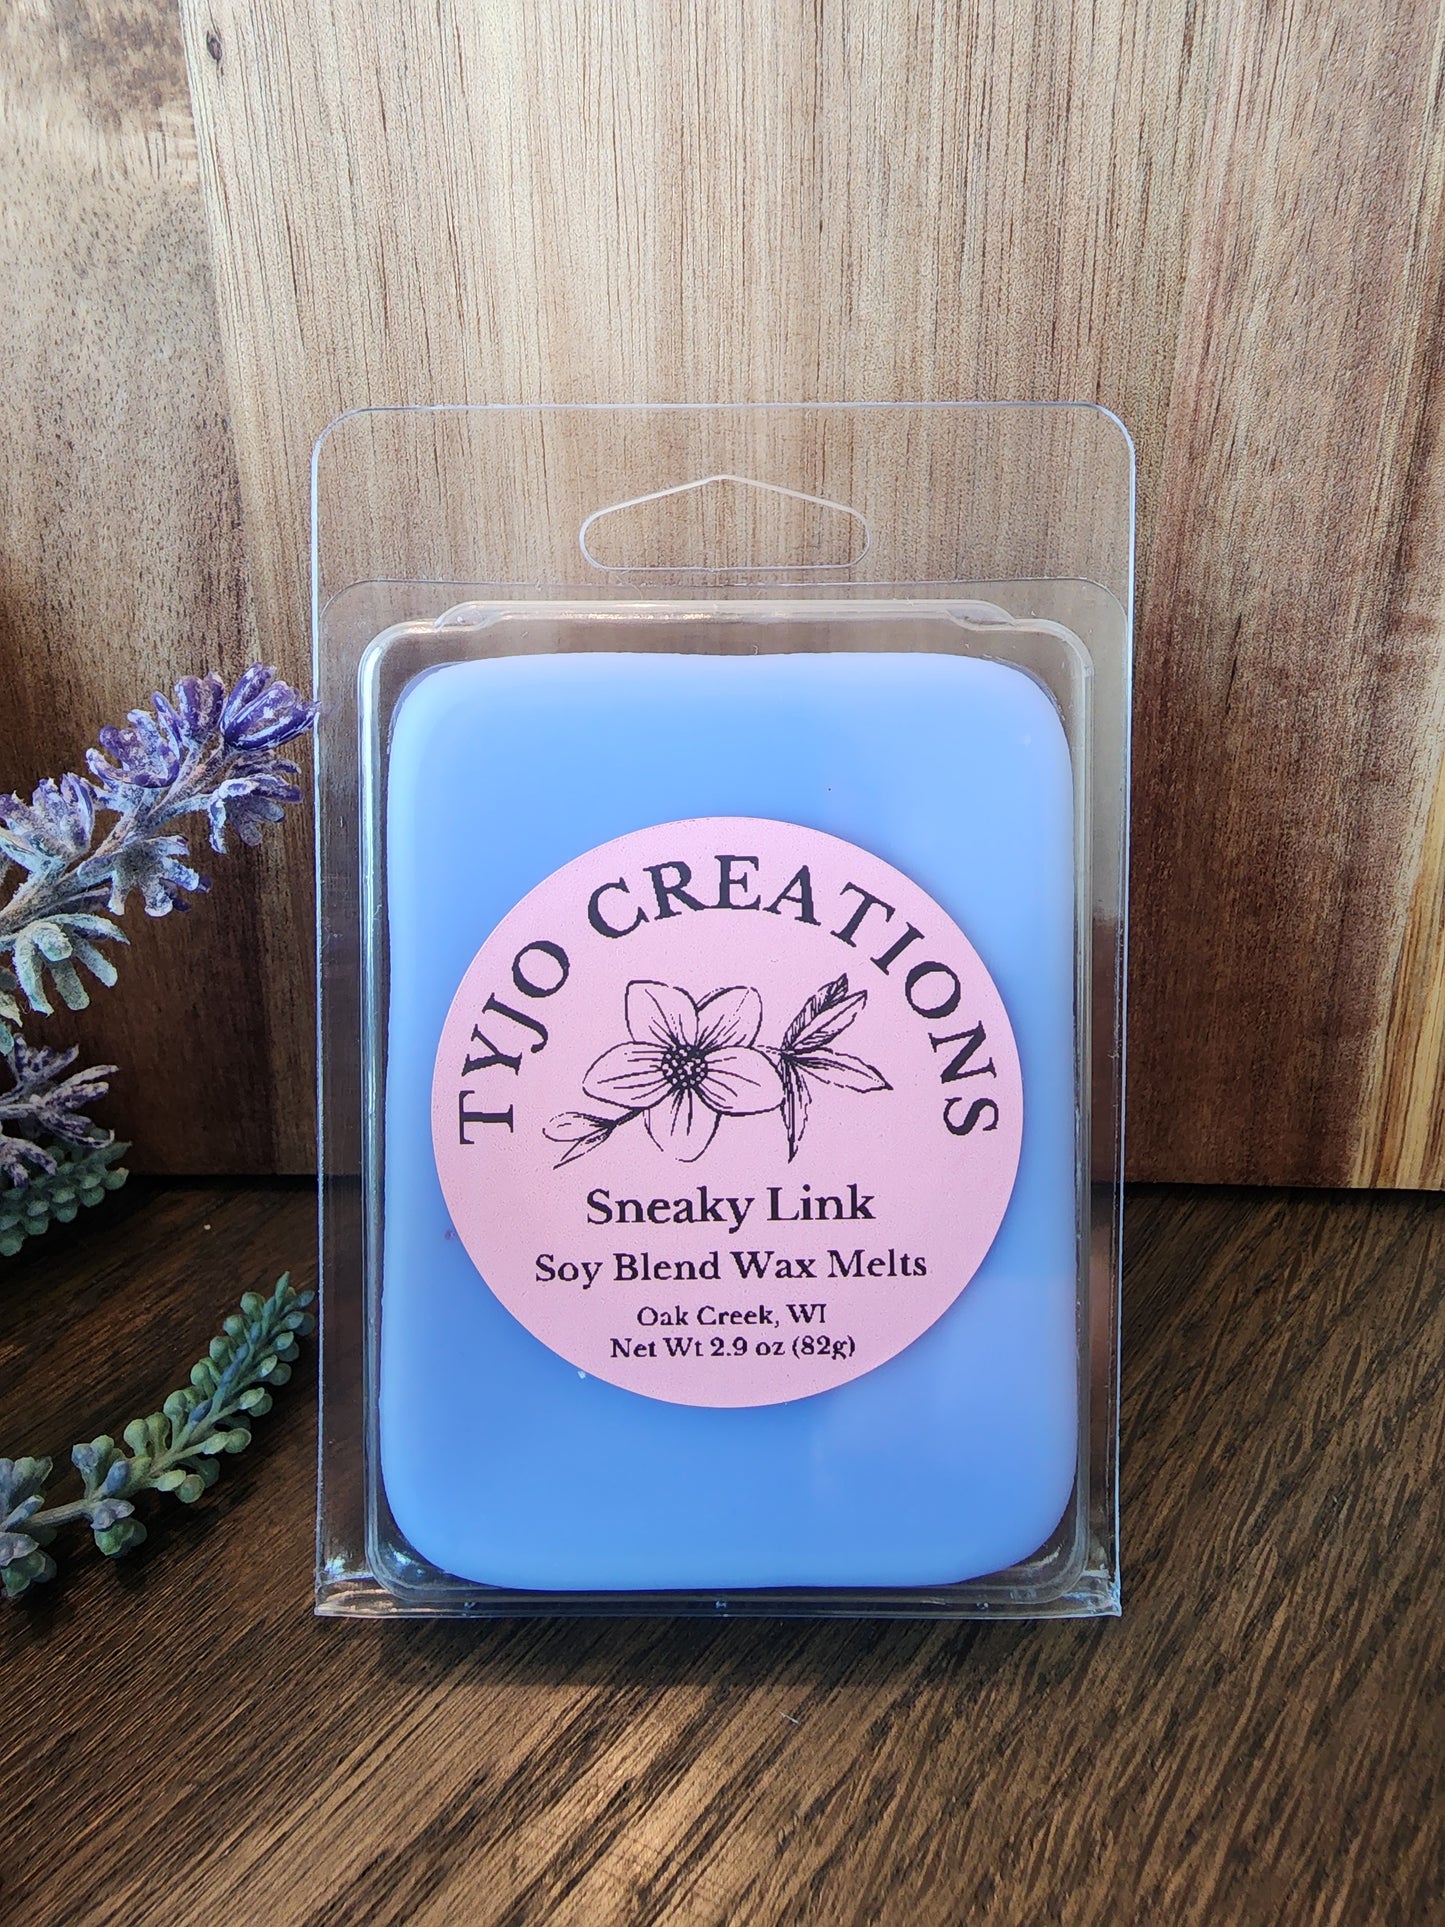 TYJO CREATIONS
Sneaky Link
Soy Blend Wax Melts
Oak Creek, WI
Net Wt 2.9 oz (82g)